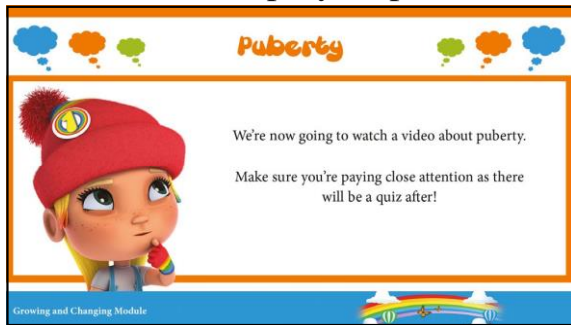 Puberty
We're now going to watch a video about puberty.
Make sure you're paying close attention as there
will be a quiz after!
Growing and Changing Module